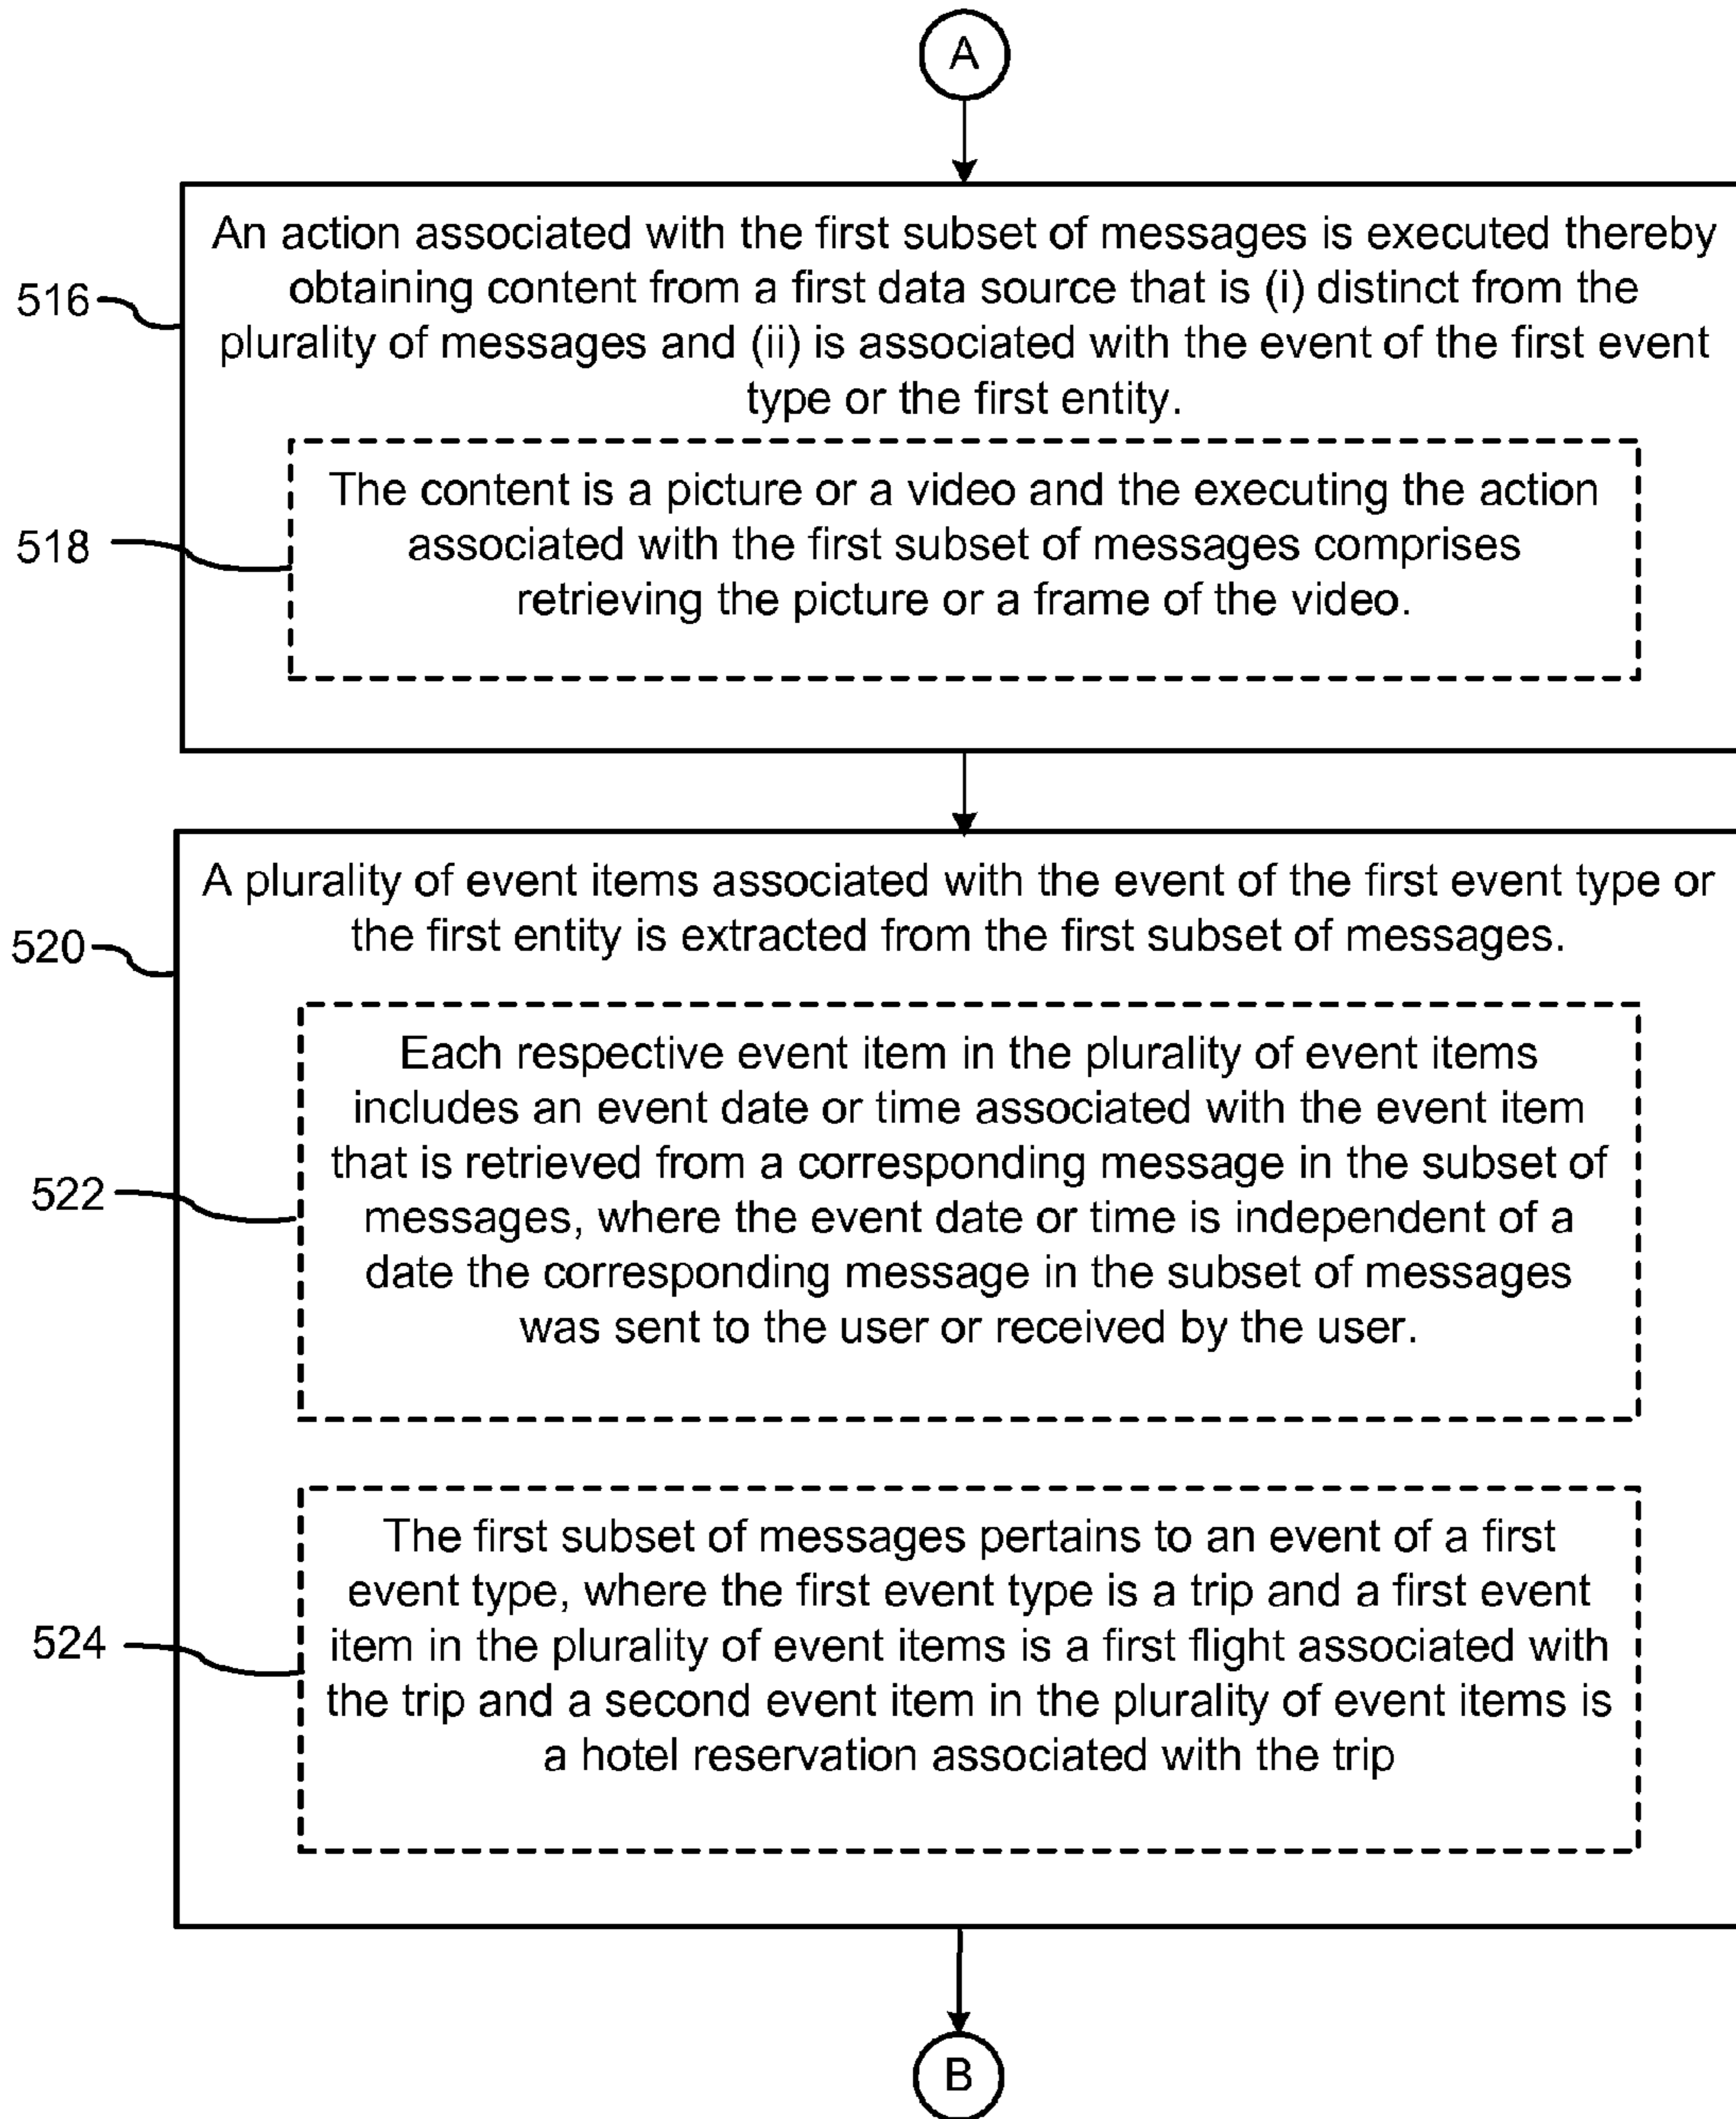 A
516
An action associated with the first subset of messages is executed thereby
obtaining content from a first data source that is (i) distinct from the
plurality of messages and (ii) is associated with the event of the first event
type or the first entity.
518
The content is a picture or a video and the executing the action
associated with the first subset of messages comprises
retrieving the picture or a frame of the video.
520
A plurality of event items associated with the event of the first event type or
the first entity is extracted from the first subset of messages.
522
Each respective event item in the plurality of event items
includes an event date or time associated with the event item
that is retrieved from a corresponding message in the subset of
messages, where the event date or time is independent of a
date the corresponding message in the subset of messages
was sent to the user or received by the user.
524
The first subset of messages pertains to an event of a first
event type, where the first event type is a trip and a first event
item in the plurality of event items is a first flight associated with
the trip and a second event item in the plurality of event items is
a hotel reservation associated with the trip
B